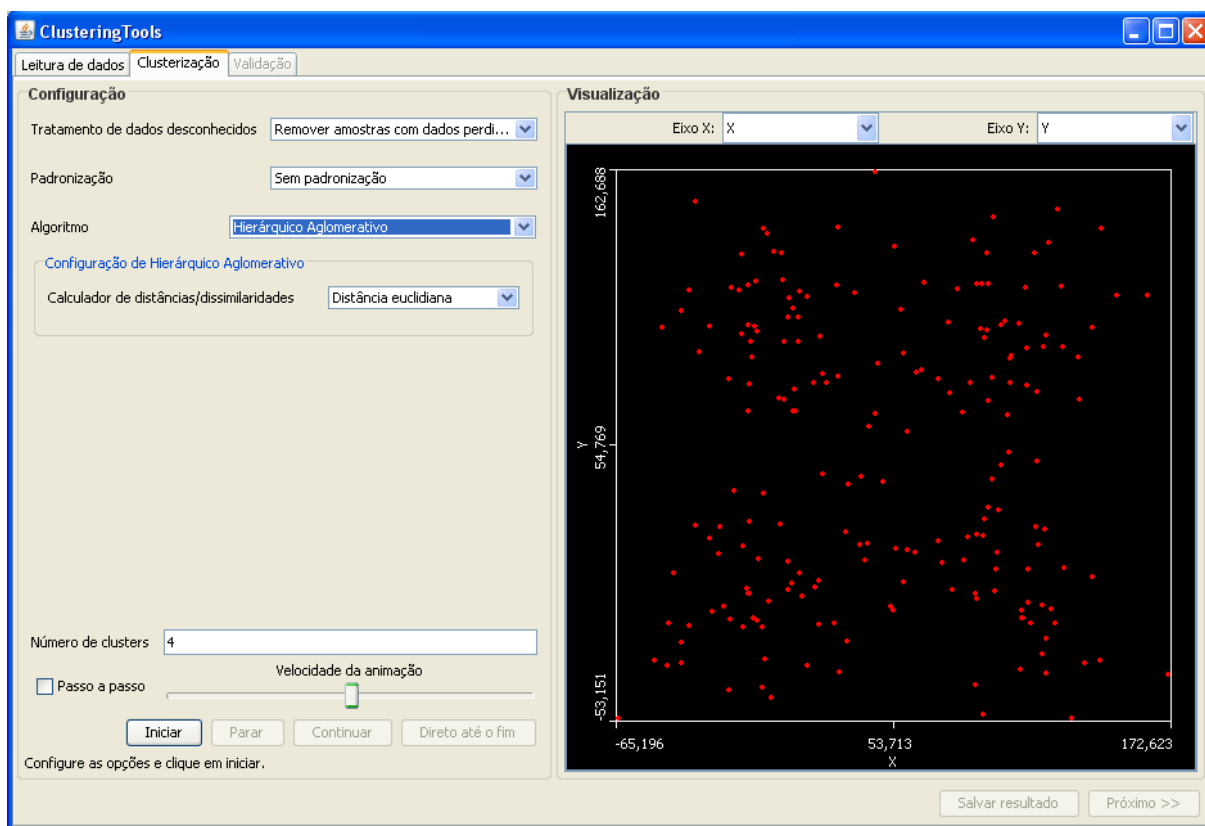 ClusteringTools
Leitura de dados Clusterização Validação
Configuração
Tratamento de dados desconhecidos Remover amostras com dados perdi...
Padronização Sem padronização
Algoritmo Hierárquico Aglomerativo
Configuração de Hierárquico Aglomerativo
Calculador de distâncias/dissimilaridades Distância euclidiana
Número de clusters 4
Velocidade da animação
Passo a passo
Iniciar Parar Continuar Direto até o fim
Configure as opções e clique em iniciar.
Visualização
Eixo X: X Eixo Y: Y
162,688
Y
54,769
-53,151
-65,196 53,713 172,623
X
Salvar resultado Próximo >>